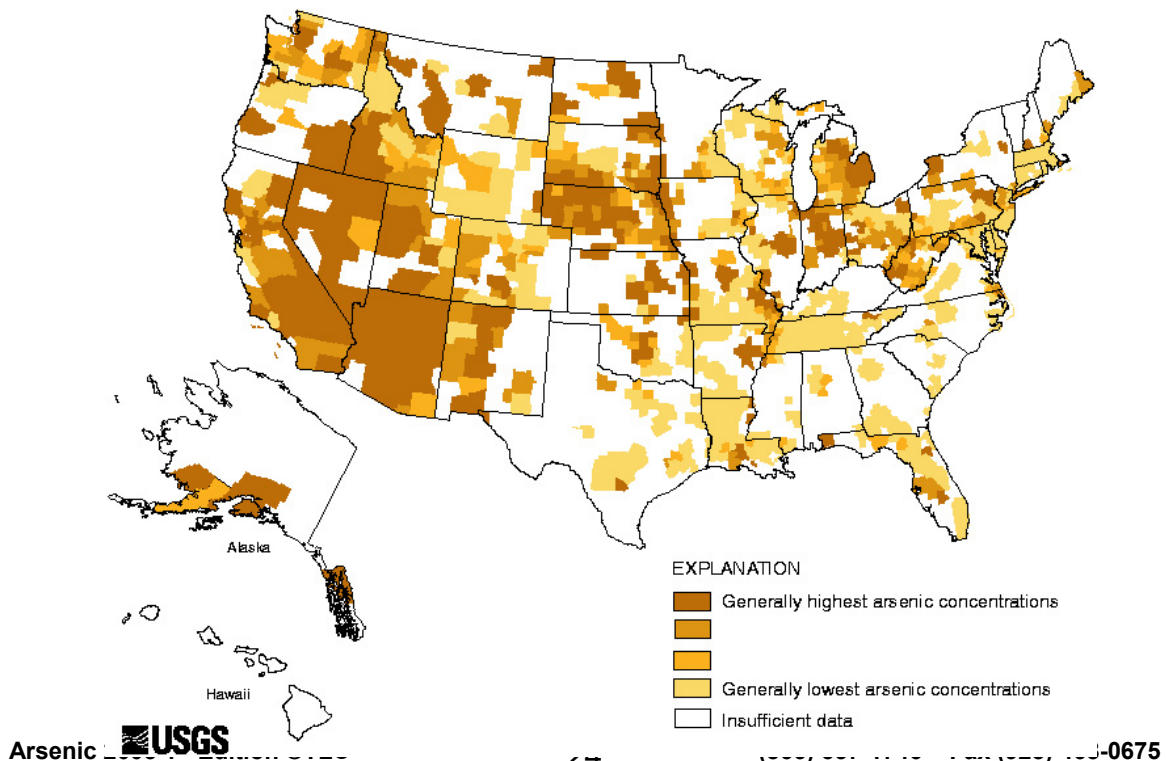 Alaska
Hawaii
EXPLANATION
Generally highest arsenic concentrations
Generally lowest arsenic concentrations
Insufficient data
USGS
Arsenic
-0675